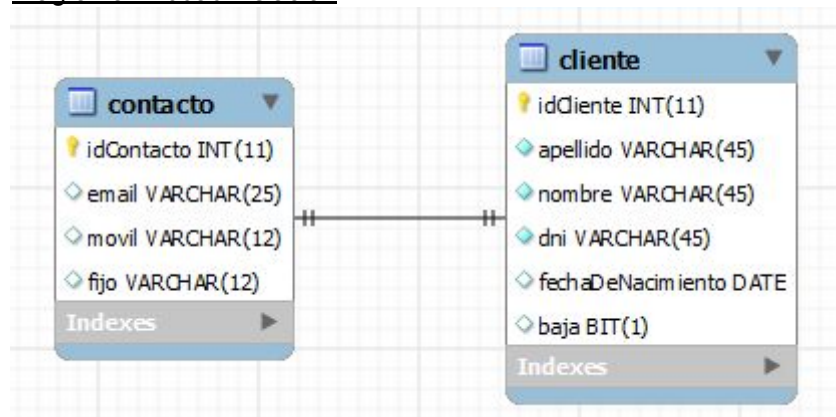 contacto
idContacto INT(11)
email VARCHAR(25)
movil VARCHAR(12)
fijo VARCHAR(12)
Indexes
cliente
idCliente INT(11)
apellido VARCHAR(45)
nombre VARCHAR(45)
dni VARCHAR(45)
fechaDeNacimiento DATE
baja BIT(1)
Indexes